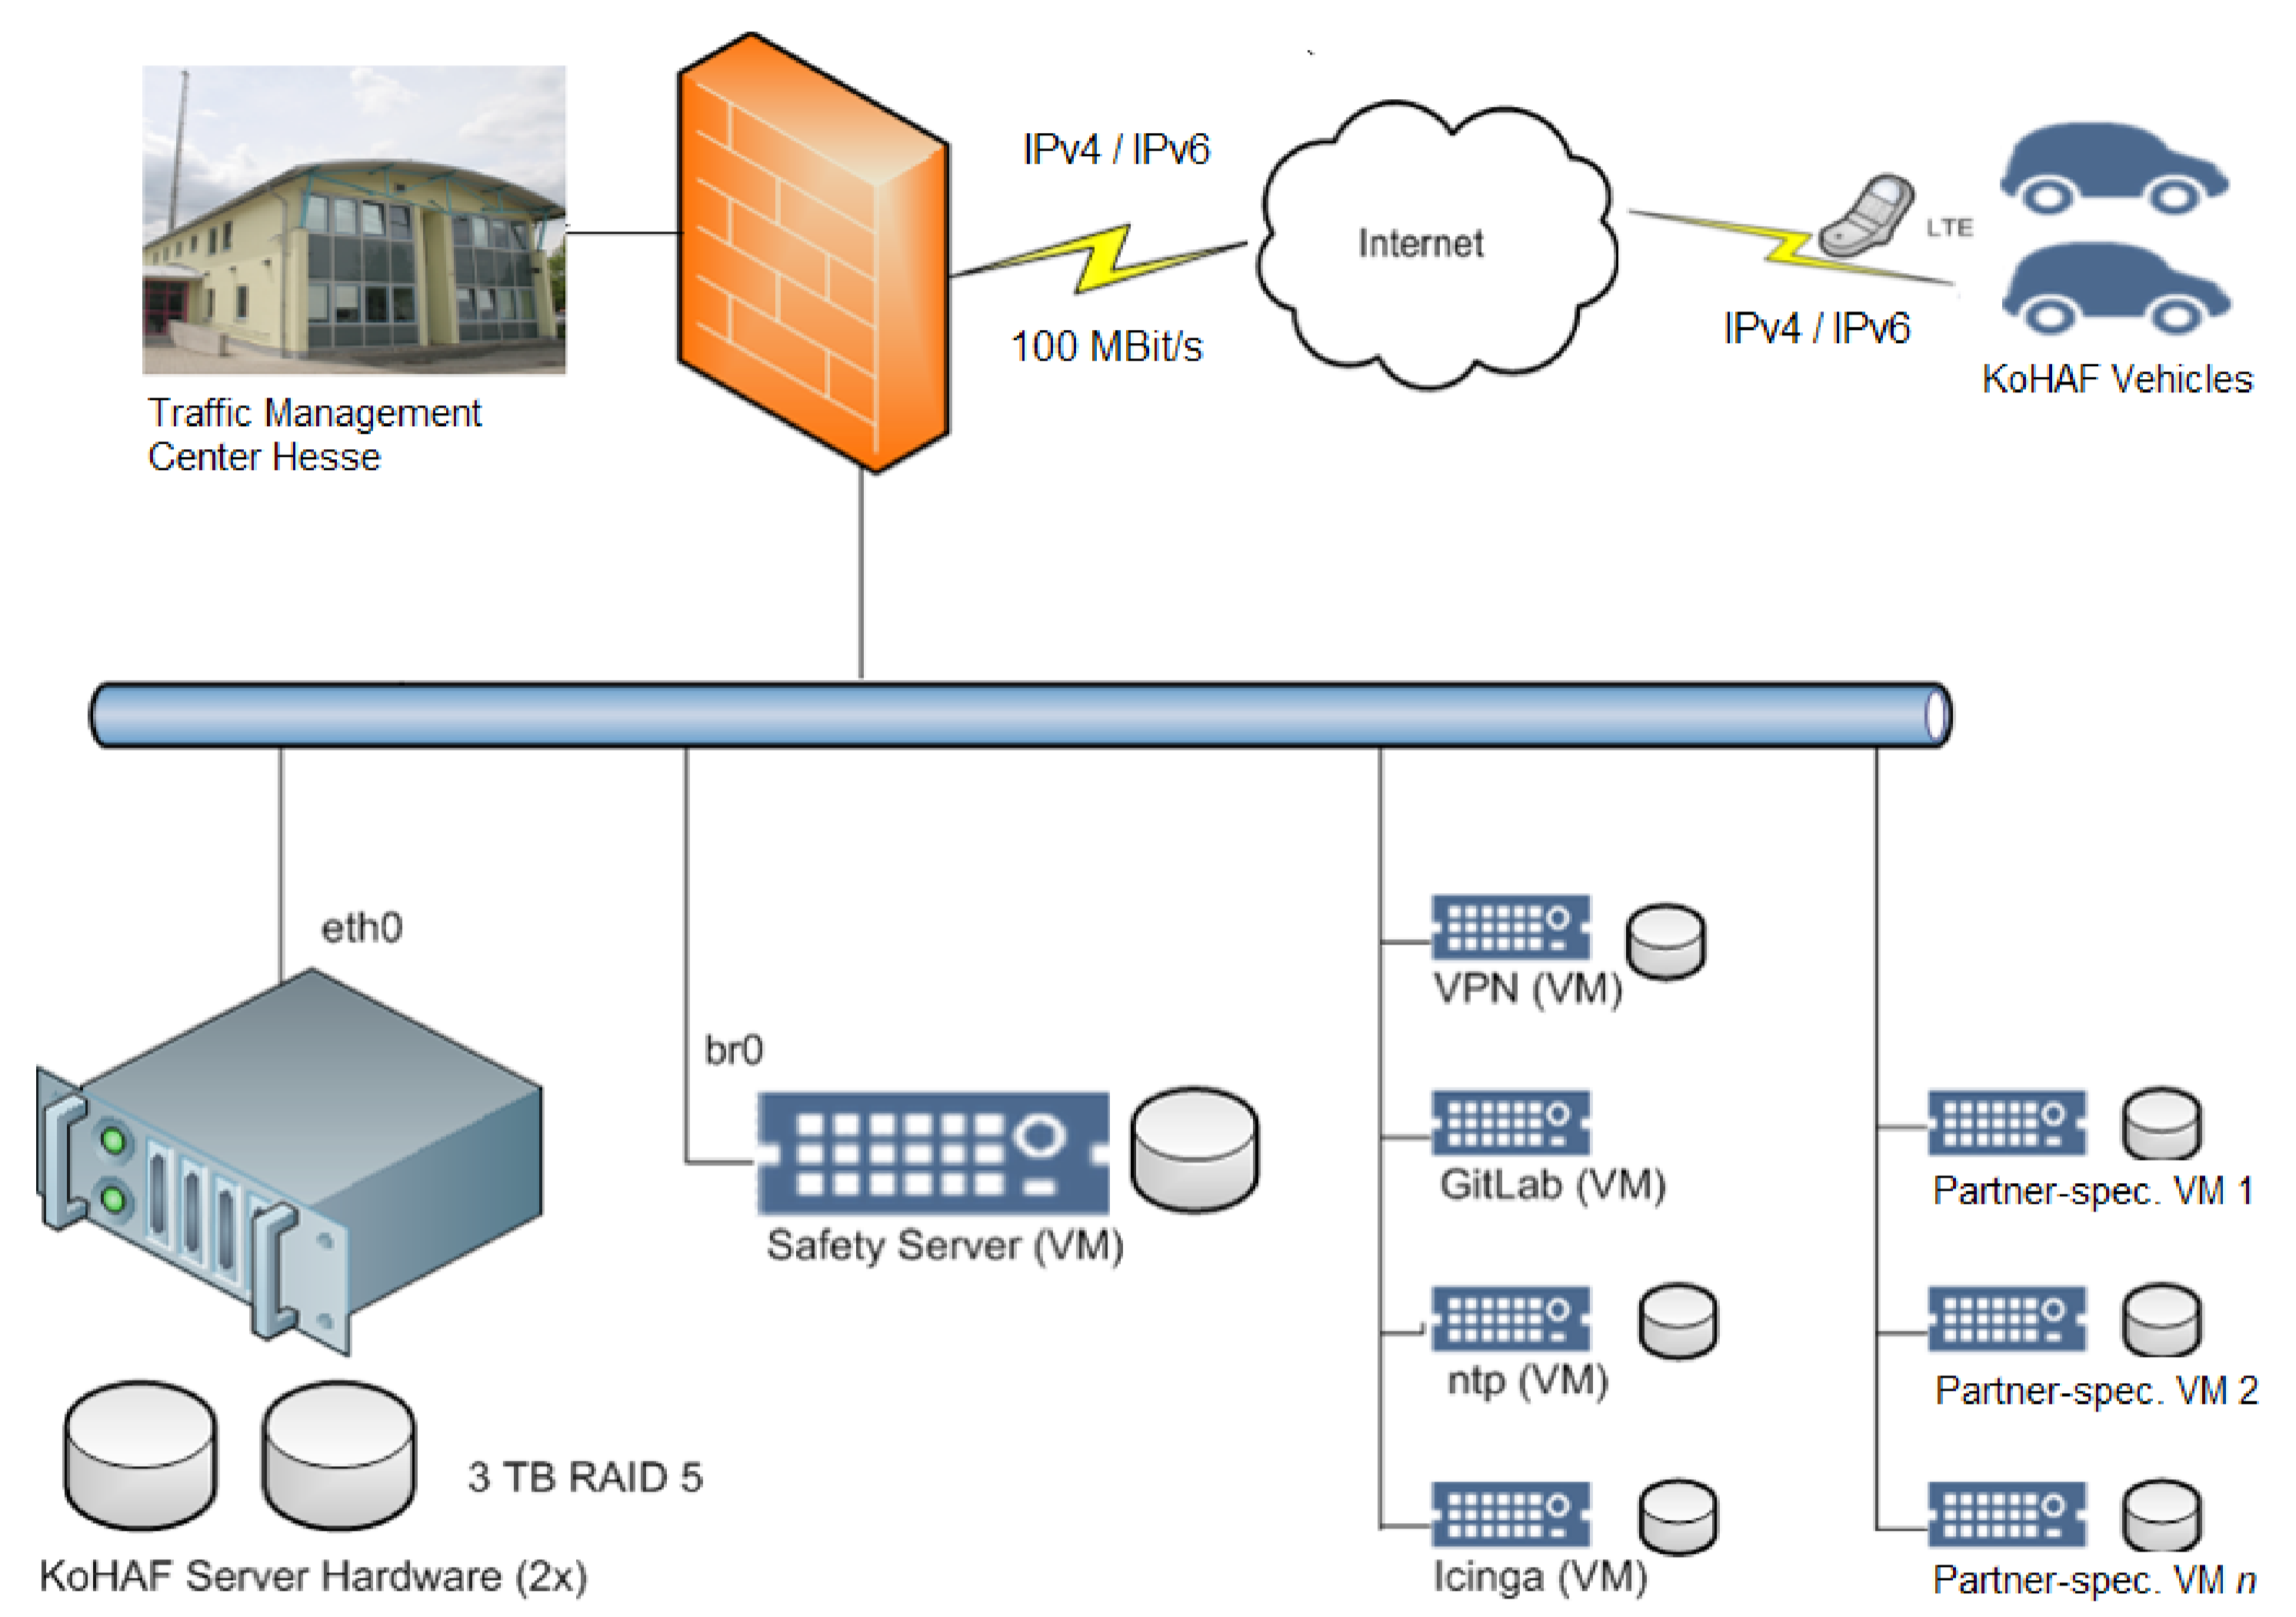 IPv4 / IPv6
Internet
LTE
100 MBit/s
IPv4 / IPv6
KoHAF Vehicles
Traffic Management
Center Hesse
eth0
br0
VPN (VM)
Safety Server (VM)
GitLab (VM)
Partner-spec. VM 1
ntp (VM)
Partner-spec. VM 2
3 TB RAID 5
KoHAF Server Hardware (2x)
Icinga (VM)
Partner-spec. VM n